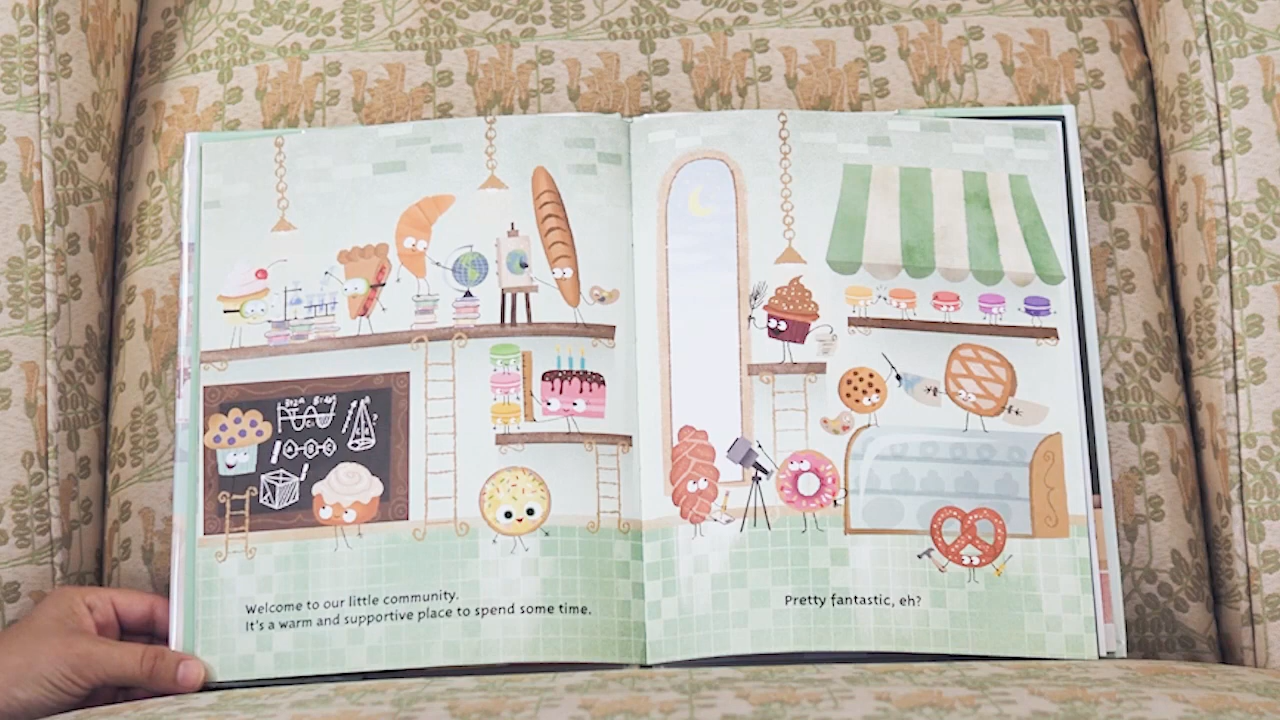 Welcome to our little community.
It's a warm and supportive place to spend some time.
Pretty fantastic, eh?